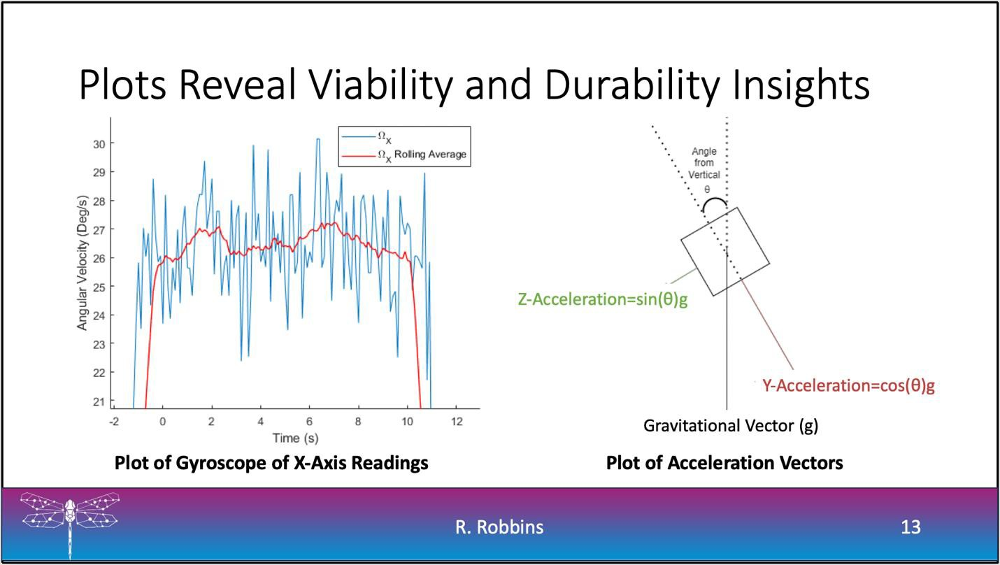 Plots Reveal Viability and Durability Insights
30
29
28
27
26
25
24
23
22
21
Angular Velocity (Deg/s)
Ωx
Ωx Rolling Average
-2 0 2 4 6 8 10 12
Time (s)
Plot of Gyroscope of X-Axis Readings
Angle
from
Vertical
θ
Z-Acceleration=sin(θ)g
Y-Acceleration=cos(θ)g
Gravitational Vector (g)
Plot of Acceleration Vectors
R. Robbins
13